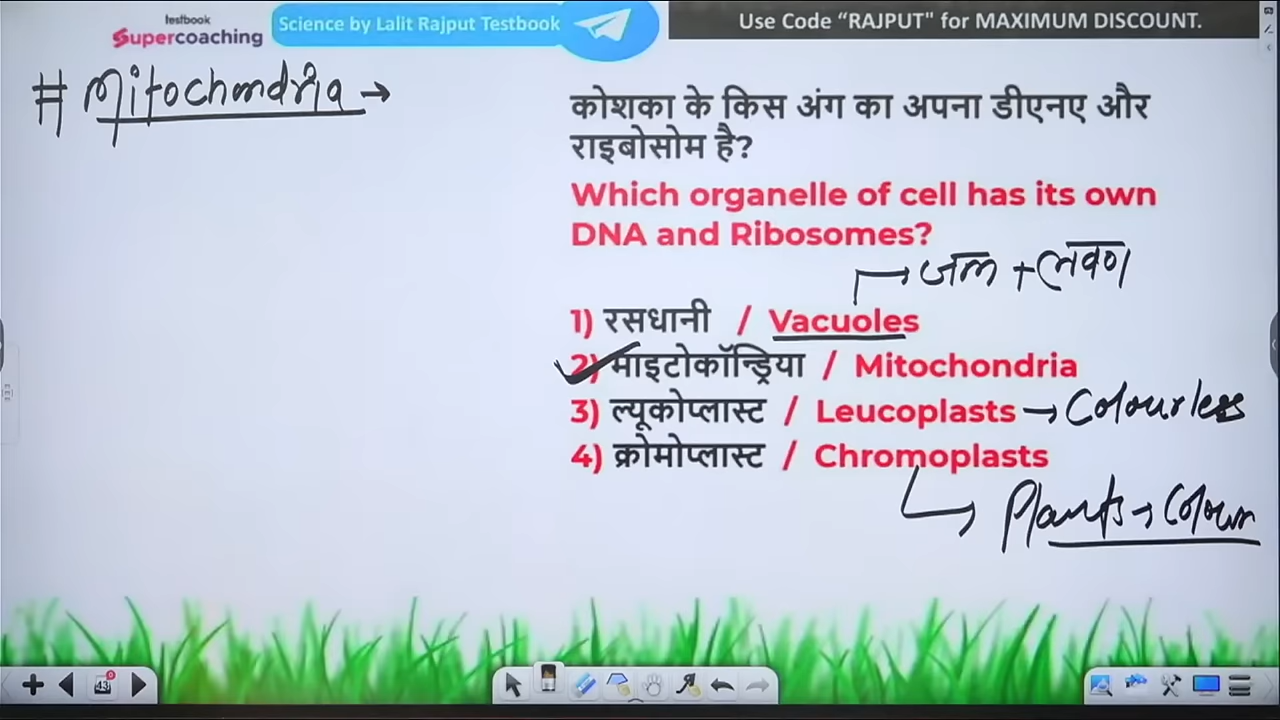 testbook
Supercoaching
Science by Lalit Rajput Testbook
Use Code “RAJPUT" for MAXIMUM DISCOUNT.
# Mitochondria →
कोशका के किस अंग का अपना डीएनए और
राइबोसोम है?
Which organelle of cell has its own
DNA and Ribosomes?
→ जल + लवण
1) रसधानी / Vacuoles
2) माइटोकॉन्ड्रिया / Mitochondria
3) ल्यूकोप्लास्ट / Leucoplasts → Colourless
4) क्रोमोप्लास्ट / Chromoplasts
Plants → Colour
43